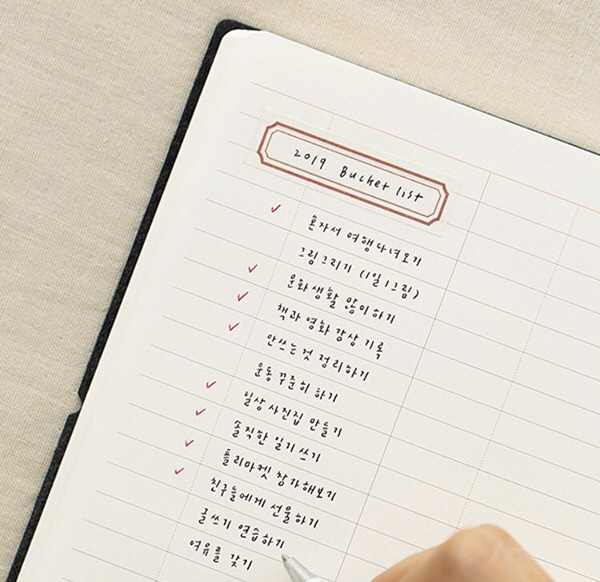 2019 Bucket list
혼자서 여행 다녀오기
그림그리기 (1일 1그림)
문화생활 많이하기
책과 영화 감상 기록
안쓰는것 정리하기
운동 꾸준히 하기
일상사진집 만들기
솔직한 일기 쓰기
플리마켓 참가해보기
친구들에게 선물하기
글쓰기 연습하기
여유를 갖기